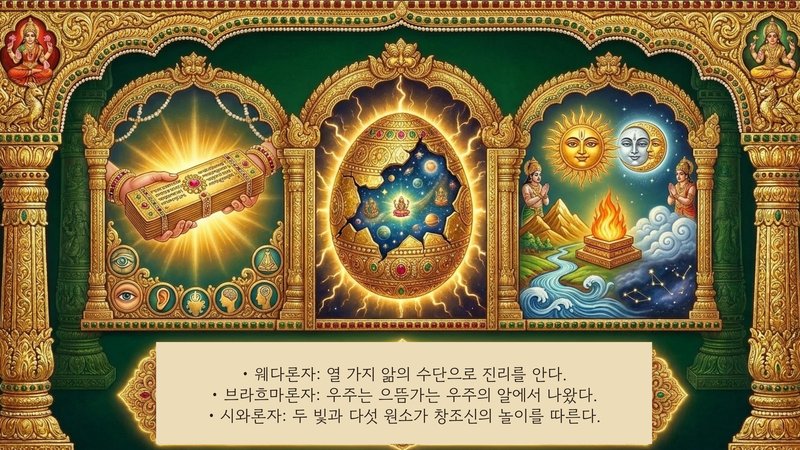 • 웨다론자: 열 가지 앎의 수단으로 진리를 안다.
• 브라흐마론자: 우주는 으뜸가는 우주의 알에서 나왔다.
• 시와론자: 두 빛과 다섯 원소가 창조신의 놀이를 따른다.